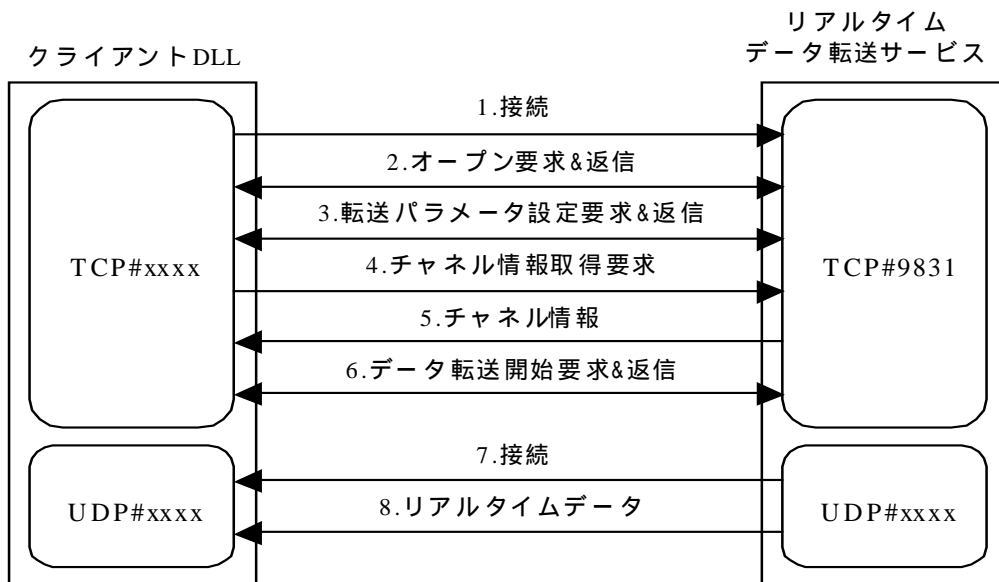 クライアントDLL
リアルタイム
データ転送サービス
1.接続
2.オープン要求&返信
3.転送パラメータ設定要求&返信
TCP#xxxx
4.チャネル情報取得要求
TCP#9831
5.チャネル情報
6.データ転送開始要求&返信
7.接続
UDP#xxxx
8.リアルタイムデータ
UDP#xxxx